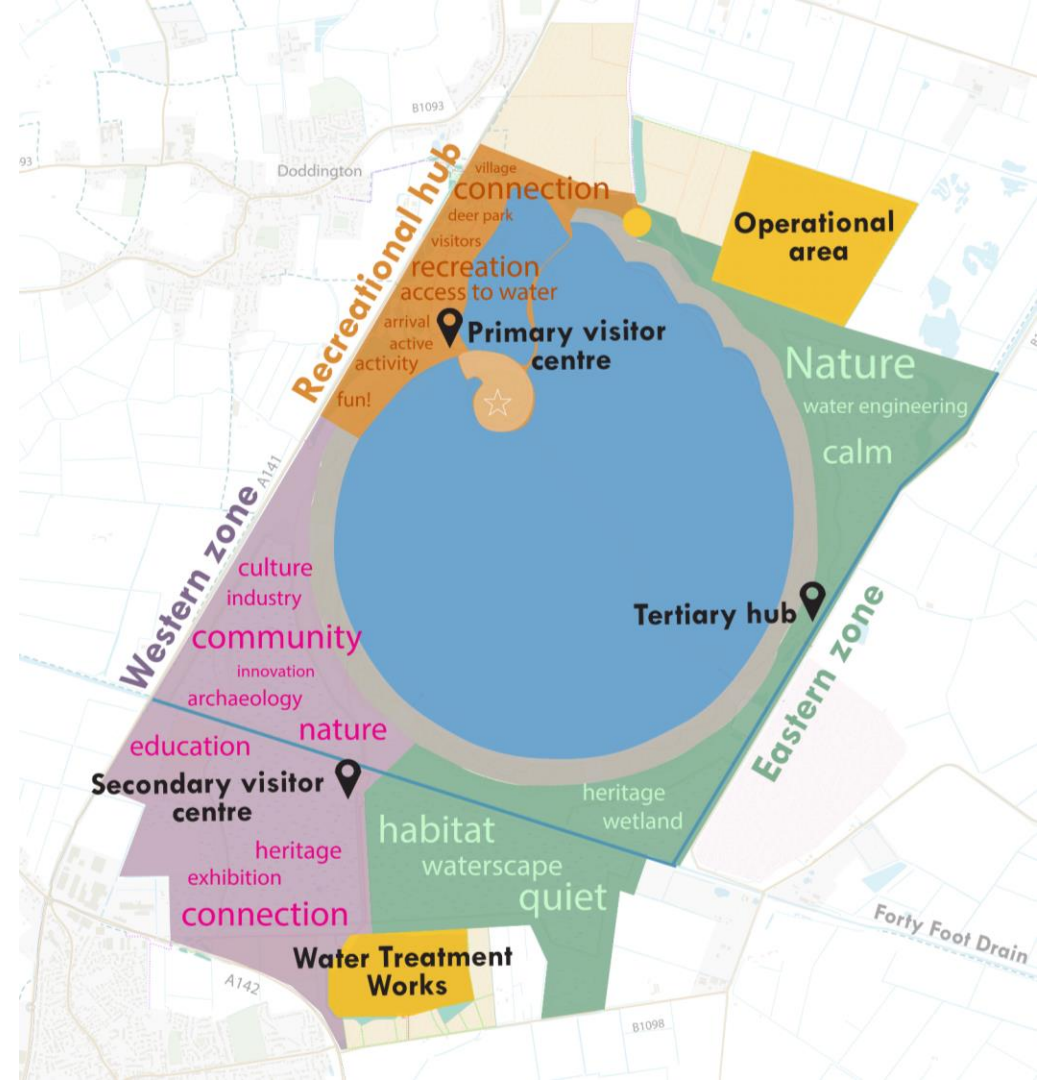 B1093
93
Doddington
Recreational hub
village
connection
deer park
visitors
recreation
access to water
arrival
active
activity
fun!
Primary visitor
centre
Operational
area
Nature
water engineering
calm
A141
Western zone
culture
industry
community
innovation
archaeology
nature
education
Secondary visitor
centre
heritage
exhibition
connection
Tertiary hub
Eastern zone
heritage
wetland
habitat
waterscape
quiet
Water Treatment
Works
Forty Foot Drain
A142
B1098